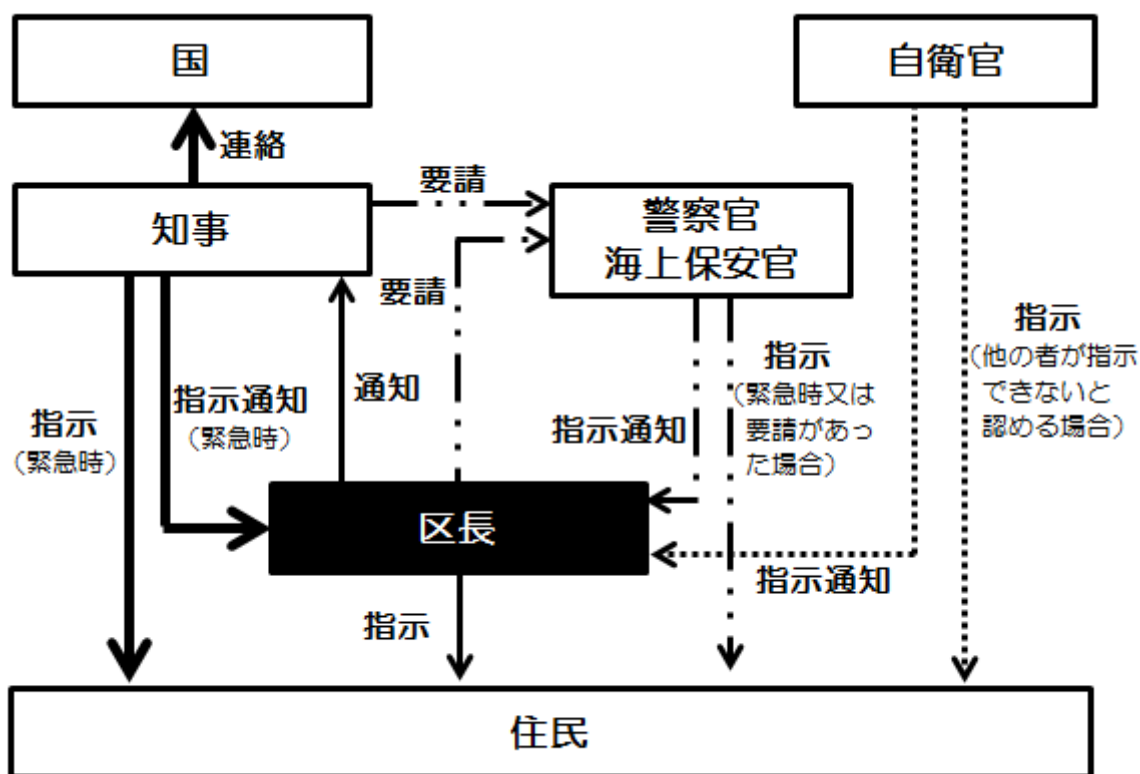 国
自衛官
連絡
知事
要請
警察官
海上保安官
要請
通知
指示
（緊急時）
指示通知
（緊急時）
指示通知
指示
（緊急時又は
要請があっ
た場合）
指示
（他の者が指示
できないと
認める場合）
区長
指示通知
指示
住民